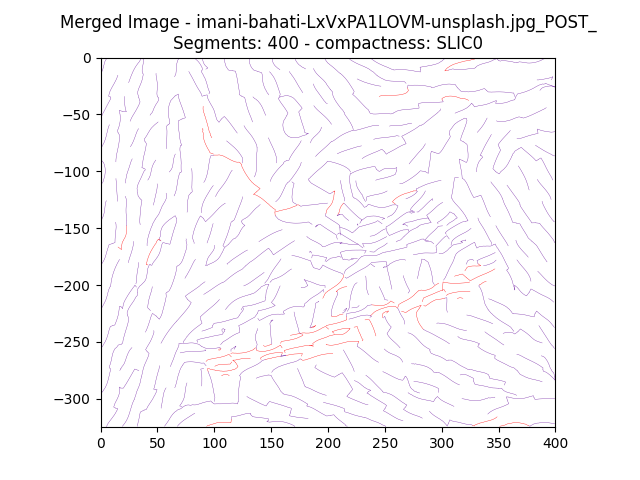 Merged Image - imani-bahati-LxVxPA1LOVM-unsplash.jpg_POST_
Segments: 400 - compactness: SLIC0
0
−50
−100
−150
−200
−250
−300
0 50 100 150 200 250 300 350 400